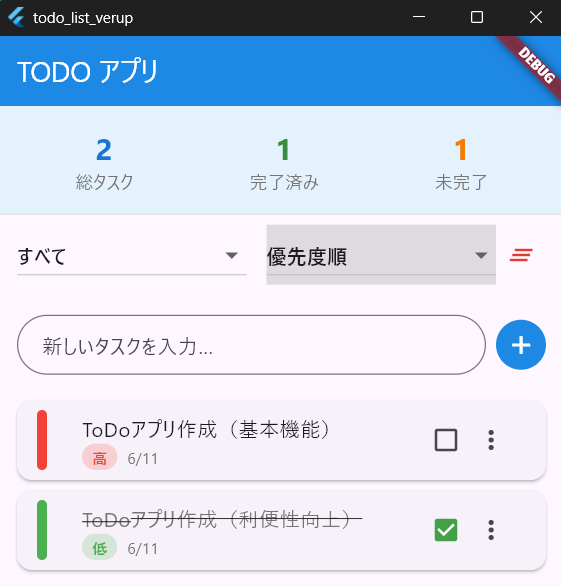 todo_list_verup
DEBUG
TODO アプリ
2 1 1
総タスク 完了済み 未完了
すべて 優先度順
新しいタスクを入力...
ToDoアプリ作成（基本機能）
高 6/11
ToDoアプリ作成（利便性向上）
低 6/11